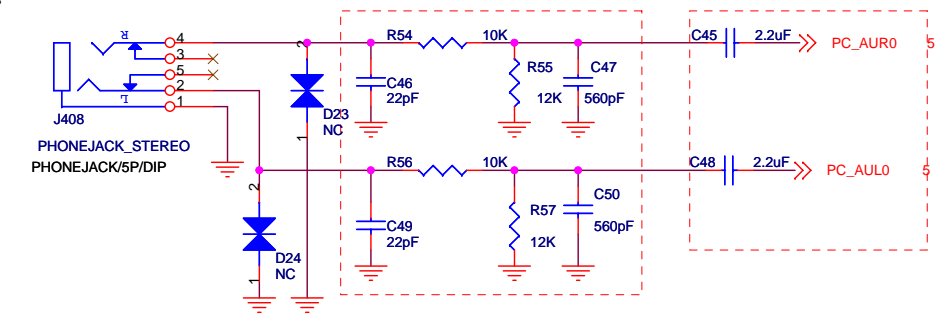 R 4 2 R54 10K C45 2.2uF PC_AUR0 5
3
5 C46 R55 C47
L 2 22pF 12K 560pF
1
J408 D23
1 NC
PHONEJACK_STEREO
PHONEJACK/5P/DIP R56 10K C48 2.2uF PC_AUL0 5
2 C50
C49 R57 560pF
22pF 12K
D24
1 NC